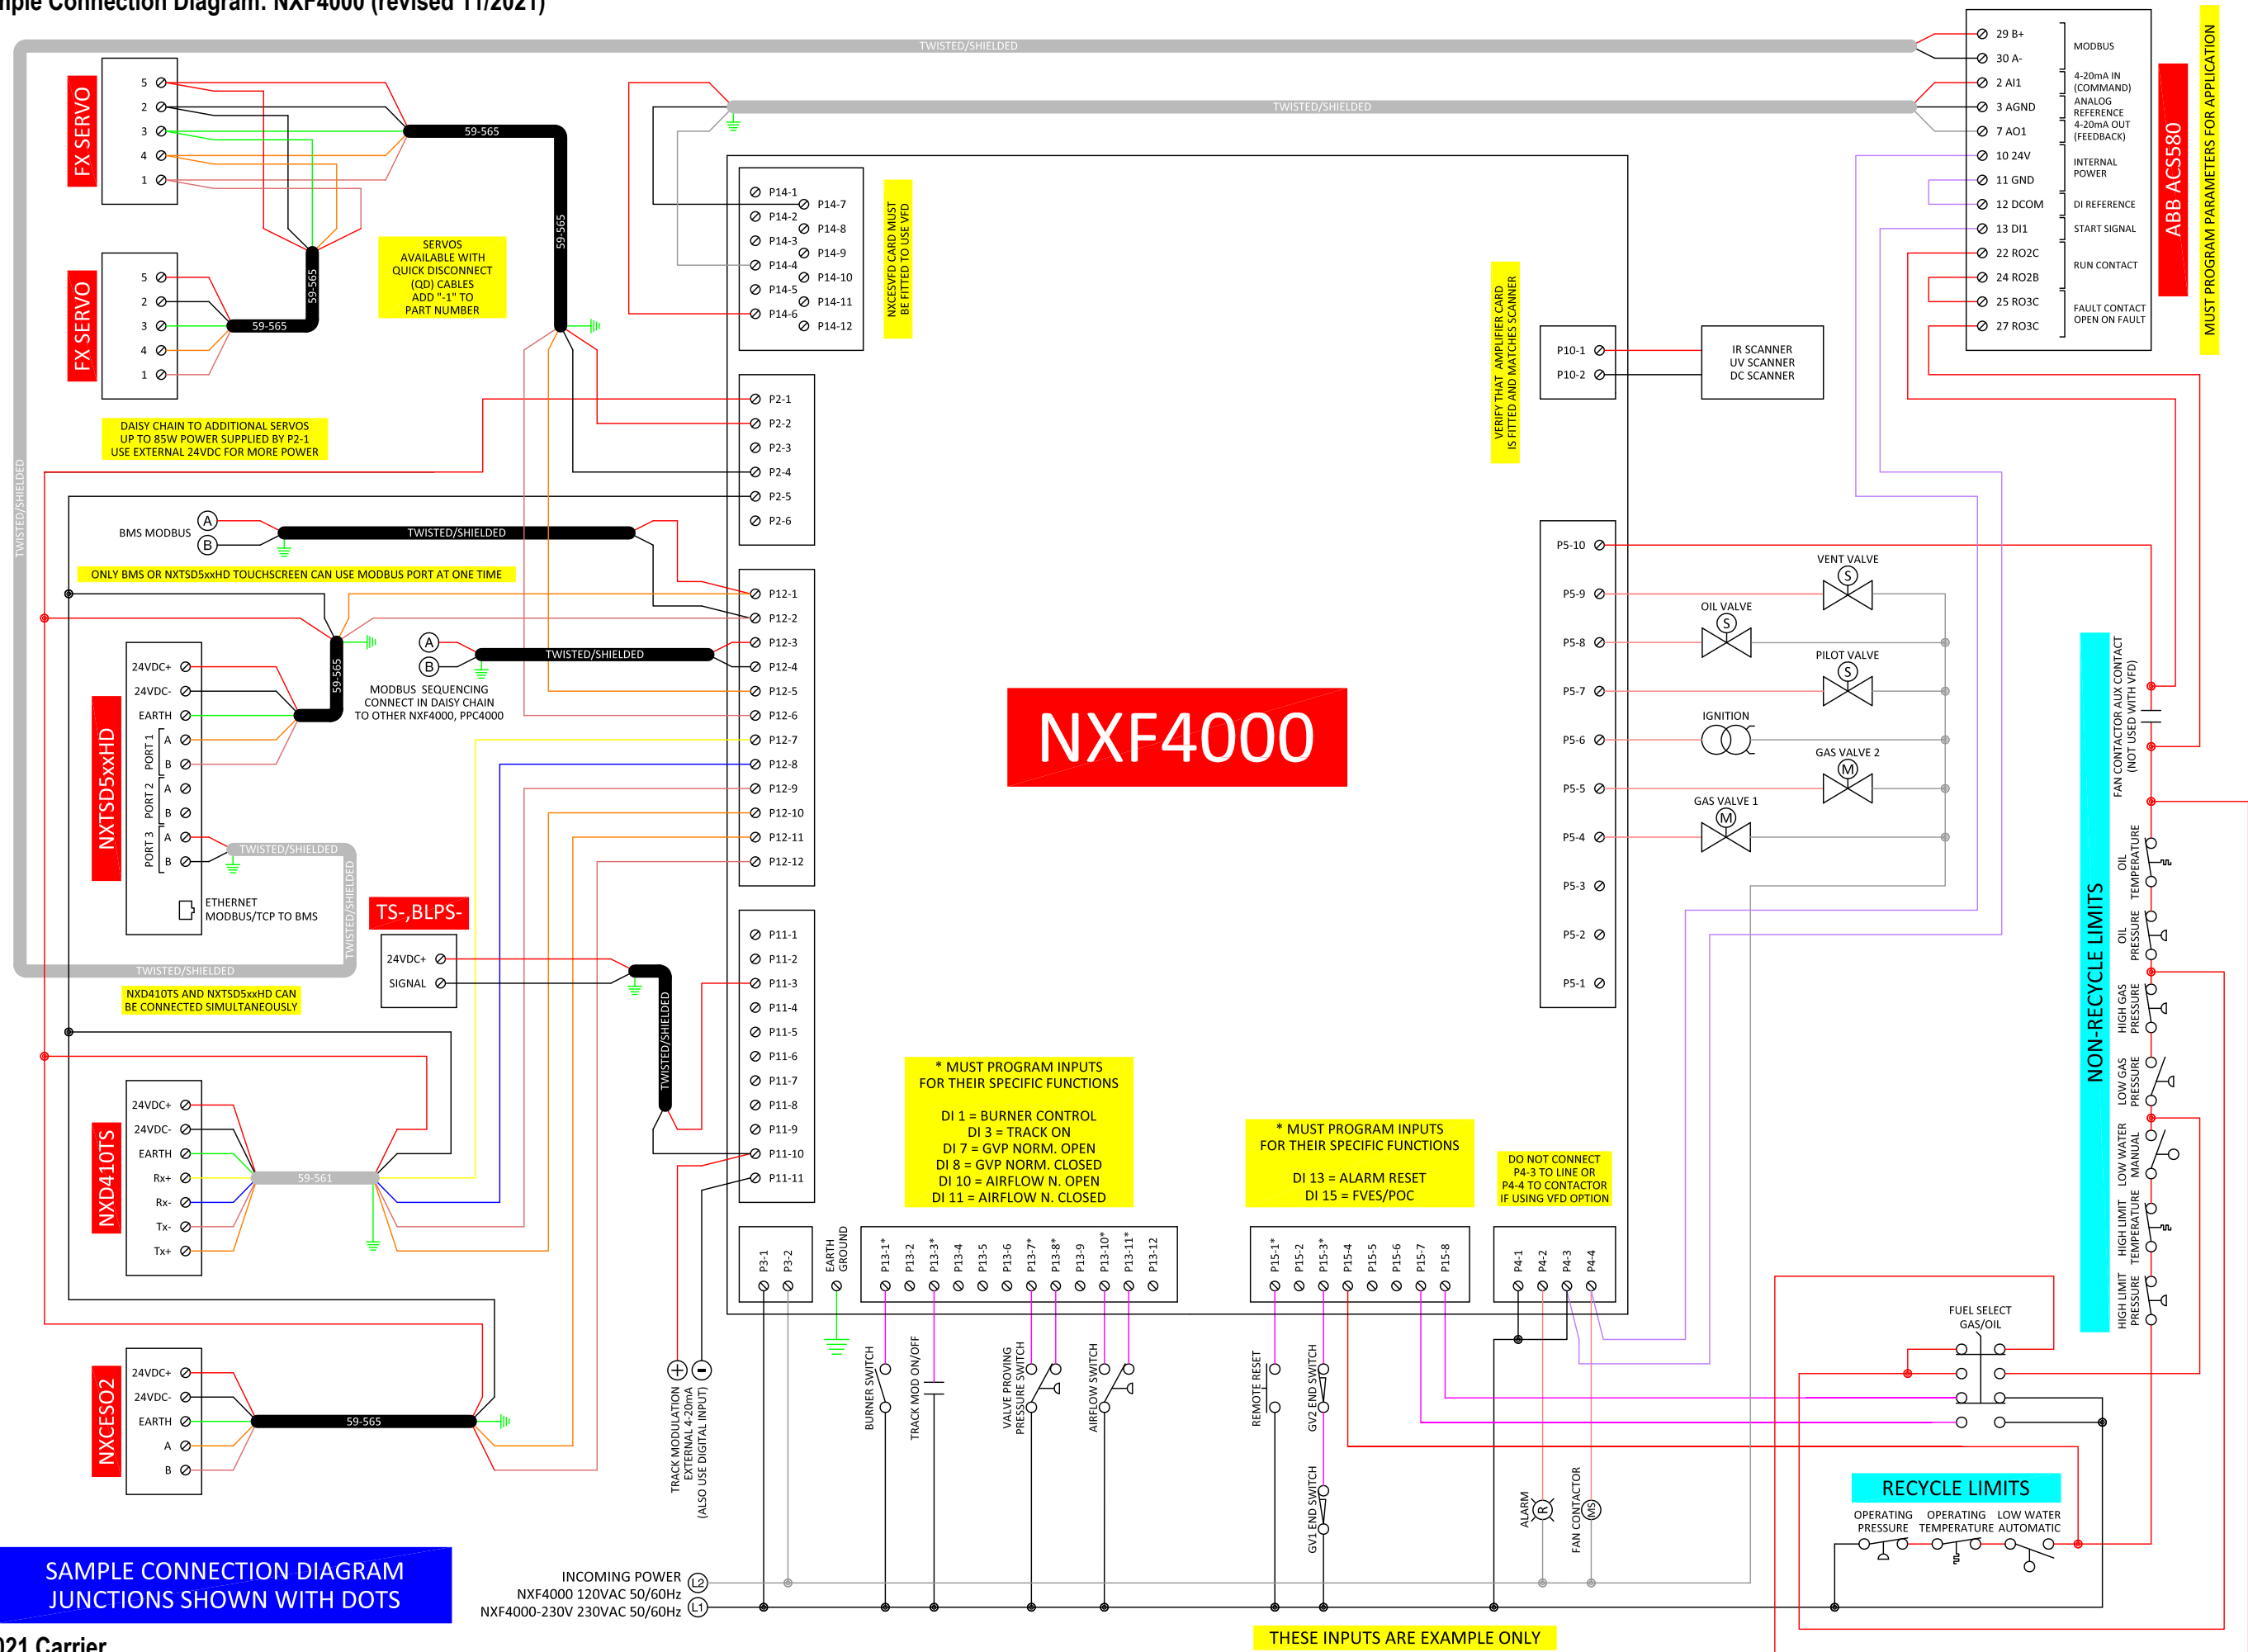 mple Connection Diagram: NXF4000 (revised 11/2021)
TWISTED/SHIELDED
FX SERVO
5
2
3
4
1
59-565
59-565
FX SERVO
5
2
3
4
1
59-565
59-565
SERVOS
AVAILABLE WITH
QUICK DISCONNECT
(QD) CABLES
ADD "-1" TO
PART NUMBER
DAISY CHAIN TO ADDITIONAL SERVOS
UP TO 85W POWER SUPPLIED BY P2-1
USE EXTERNAL 24VDC FOR MORE POWER
TWISTED/SHIELDED
BMS MODBUS
A
B
TWISTED/SHIELDED
ONLY BMS OR NXTSD5xxHD TOUCHSCREEN CAN USE MODBUS PORT AT ONE TIME
NXTSD5xxHD
24VDC+
24VDC-
EARTH
PORT 1
A
B
PORT 2
A
B
PORT 3
A
B
ETHERNET
MODBUS/TCP TO BMS
59-565
A
B
TWISTED/SHIELDED
MODBUS SEQUENCING
CONNECT IN DAISY CHAIN
TO OTHER NXF4000, PPC4000
TWISTED/SHIELDED
TWISTED/SHIELDED
TWISTED/SHIELDED
NXD410TS AND NXTSD5xxHD CAN
BE CONNECTED SIMULTANEOUSLY
TS-,BLPS-
24VDC+
SIGNAL
TWISTED/SHIELDED
NXD410TS
24VDC+
24VDC-
EARTH
Rx+
Rx-
Tx-
Tx+
59-561
NXCESO2
24VDC+
24VDC-
EARTH
A
B
59-565
SAMPLE CONNECTION DIAGRAM
JUNCTIONS SHOWN WITH DOTS
021 Carrier
TWISTED/SHIELDED
P14-1
P14-7
P14-2
P14-8
P14-3
P14-9
P14-4
P14-10
P14-5
P14-11
P14-6
P14-12
NXCESVFD CARD MUST
BE FITTED TO USE VFD
P2-1
P2-2
P2-3
P2-4
P2-5
P2-6
P12-1
P12-2
P12-3
P12-4
P12-5
P12-6
P12-7
P12-8
P12-9
P12-10
P12-11
P12-12
P11-1
P11-2
P11-3
P11-4
P11-5
P11-6
P11-7
P11-8
P11-9
P11-10
P11-11
NXF4000
* MUST PROGRAM INPUTS
FOR THEIR SPECIFIC FUNCTIONS
DI 1 = BURNER CONTROL
DI 3 = TRACK ON
DI 7 = GVP NORM. OPEN
DI 8 = GVP NORM. CLOSED
DI 10 = AIRFLOW N. OPEN
DI 11 = AIRFLOW N. CLOSED
* MUST PROGRAM INPUTS
FOR THEIR SPECIFIC FUNCTIONS
DI 13 = ALARM RESET
DI 15 = FVES/POC
DO NOT CONNECT
P4-3 TO LINE OR
P4-4 TO CONTACTOR
IF USING VFD OPTION
P3-1
P3-2
EARTH
GROUND
P13-1*
P13-2
P13-3*
P13-4
P13-5
P13-6
P13-7*
P13-8*
P13-9
P13-10*
P13-11*
P13-12
P15-1*
P15-2
P15-3*
P15-4
P15-5
P15-6
P15-7
P15-8
P4-1
P4-2
P4-3
P4-4
TRACK MODULATION
EXTERNAL 4-20mA
(ALSO USE DIGITAL INPUT)
+
-
BURNER SWITCH
TRACK MOD ON/OFF
VALVE PROVING
PRESSURE SWITCH
AIRFLOW SWITCH
REMOTE RESET
GV2 END SWITCH
GV1 END SWITCH
ALARM
R
FAN CONTACTOR
MS
INCOMING POWER
NXF4000 120VAC 50/60Hz
NXF4000-230V 230VAC 50/60Hz
L2
L1
THESE INPUTS ARE EXAMPLE ONLY
VERIFY THAT AMPLIFIER CARD
IS FITTED AND MATCHES SCANNER
P10-1
P10-2
IR SCANNER
UV SCANNER
DC SCANNER
P5-10
P5-9
P5-8
P5-7
P5-6
P5-5
P5-4
P5-3
P5-2
P5-1
VENT VALVE
S
OIL VALVE
S
PILOT VALVE
S
IGNITION
GAS VALVE 2
M
GAS VALVE 1
M
29 B+
30 A-
2 AI1
3 AGND
7 AO1
10 24V
11 GND
12 DCOM
13 DI1
22 RO2C
24 RO2B
25 RO3C
27 RO3C
MODBUS
4-20mA IN
(COMMAND)
ANALOG
REFERENCE
4-20mA OUT
(FEEDBACK)
INTERNAL
POWER
DI REFERENCE
START SIGNAL
RUN CONTACT
FAULT CONTACT
OPEN ON FAULT
ABB ACS580
MUST PROGRAM PARAMETERS FOR APPLICATION
NON-RECYCLE LIMITS
FAN CONTACTOR AUX CONTACT
(NOT USED WITH VFD)
OIL
TEMPERATURE
OIL
PRESSURE
HIGH GAS
PRESSURE
LOW GAS
PRESSURE
LOW WATER
MANUAL
HIGH LIMIT
TEMPERATURE
HIGH LIMIT
PRESSURE
FUEL SELECT
GAS/OIL
RECYCLE LIMITS
OPERATING
PRESSURE
OPERATING
TEMPERATURE
LOW WATER
AUTOMATIC